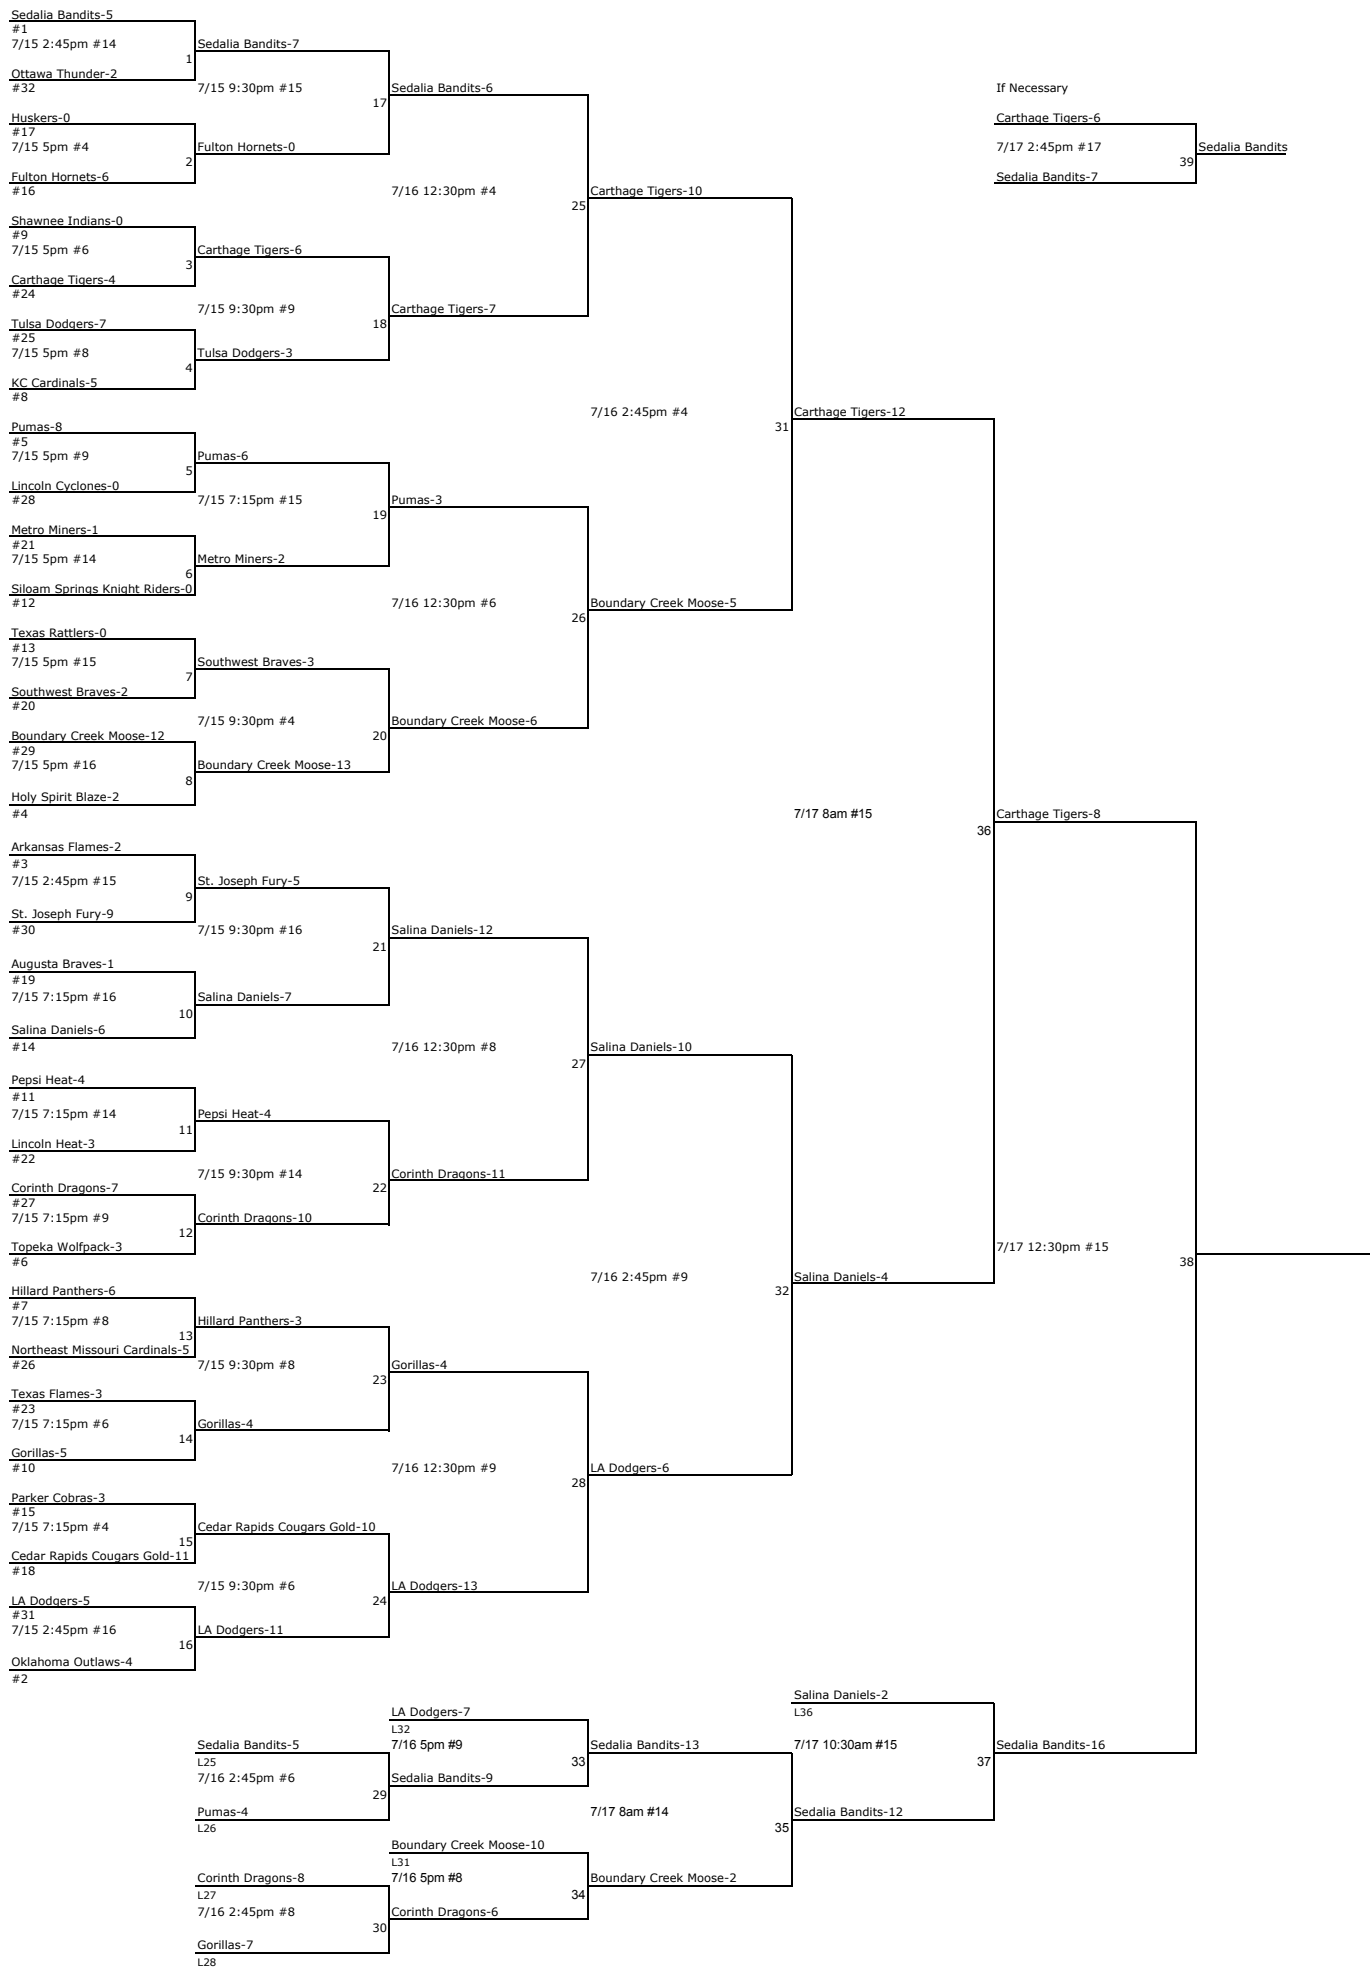 Sedalia Bandits-5
#1
7/15 2:45pm #14
1
Ottawa Thunder-2
#32
Huskers-0
#17
7/15 5pm #4
2
Fulton Hornets-6
#16
Shawnee Indians-0
#9
7/15 5pm #6
3
Carthage Tigers-4
#24
Tulsa Dodgers-7
#25
7/15 5pm #8
4
KC Cardinals-5
#8
Pumas-8
#5
7/15 5pm #9
5
Lincoln Cyclones-0
#28
Metro Miners-1
#21
7/15 5pm #14
6
Siloam Springs Knight Riders-0
#12
Texas Rattlers-0
#13
7/15 5pm #15
7
Southwest Braves-2
#20
Boundary Creek Moose-12
#29
7/15 5pm #16
8
Holy Spirit Blaze-2
#4
Arkansas Flames-2
#3
7/15 2:45pm #15
9
St. Joseph Fury-9
#30
Augusta Braves-1
#19
7/15 7:15pm #16
10
Salina Daniels-6
#14
Pepsi Heat-4
#11
7/15 7:15pm #14
11
Lincoln Heat-3
#22
Corinth Dragons-7
#27
7/15 7:15pm #9
12
Topeka Wolfpack-3
#6
Hillard Panthers-6
#7
7/15 7:15pm #8
13
Northeast Missouri Cardinals-5
#26
Texas Flames-3
#23
7/15 7:15pm #6
14
Gorillas-5
#10
Parker Cobras-3
#15
7/15 7:15pm #4
15
Cedar Rapids Cougars Gold-11
#18
LA Dodgers-5
#31
7/15 2:45pm #16
16
Oklahoma Outlaws-4
#2
Sedalia Bandits-7
7/15 9:30pm #15
17
Fulton Hornets-0
Carthage Tigers-6
7/15 9:30pm #9
18
Tulsa Dodgers-3
Pumas-6
7/15 7:15pm #15
19
Metro Miners-2
Southwest Braves-3
7/15 9:30pm #4
20
Boundary Creek Moose-13
St. Joseph Fury-5
7/15 9:30pm #16
21
Salina Daniels-7
Pepsi Heat-4
7/15 9:30pm #14
22
Corinth Dragons-10
Hillard Panthers-3
7/15 9:30pm #8
23
Gorillas-4
Cedar Rapids Cougars Gold-10
7/15 9:30pm #6
24
LA Dodgers-11
Sedalia Bandits-6
7/16 12:30pm #4
25
Carthage Tigers-7
Pumas-3
7/16 12:30pm #6
26
Boundary Creek Moose-6
Salina Daniels-12
7/16 12:30pm #8
27
Corinth Dragons-11
Gorillas-4
7/16 12:30pm #9
28
LA Dodgers-13
Carthage Tigers-10
7/16 2:45pm #4
31
Boundary Creek Moose-5
Salina Daniels-10
7/16 2:45pm #9
32
LA Dodgers-6
Carthage Tigers-12
7/17 8am #15
36
Salina Daniels-4
Carthage Tigers-8
7/17 12:30pm #15
38
If Necessary
Carthage Tigers-6
7/17 2:45pm #17
39
Sedalia Bandits-7
Sedalia Bandits
Sedalia Bandits-5
L25
7/16 2:45pm #6
29
Pumas-4
L26
Corinth Dragons-8
L27
7/16 2:45pm #8
30
Gorillas-7
L28
LA Dodgers-7
L32
7/16 5pm #9
33
Sedalia Bandits-9
Boundary Creek Moose-10
L31
7/16 5pm #8
34
Corinth Dragons-6
Sedalia Bandits-13
7/17 8am #14
35
Boundary Creek Moose-2
Salina Daniels-2
L36
7/17 10:30am #15
37
Sedalia Bandits-12
Sedalia Bandits-16